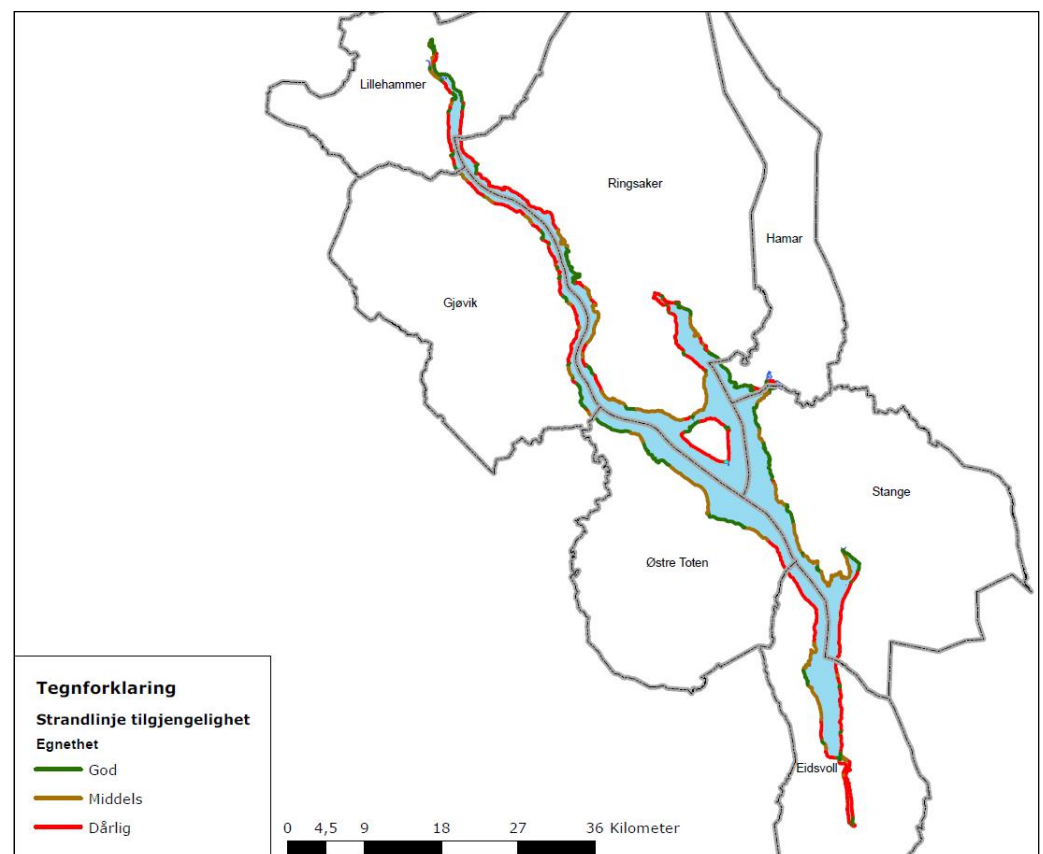 Lillehammer
Ringsaker
Hamar
Gjøvik
Stange
Østre Toten
Eidsvoll
Tegnforklaring
Strandlinje tilgjengelighet
Egnethet
God
Middels
Dårlig
0 4,5 9 18 27 36 Kilometer